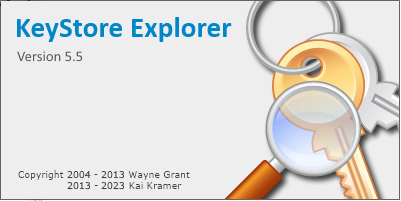 KeyStore Explorer
Version 5.5
Copyright 2004 - 2013 Wayne Grant
2013 - 2023 Kai Kramer